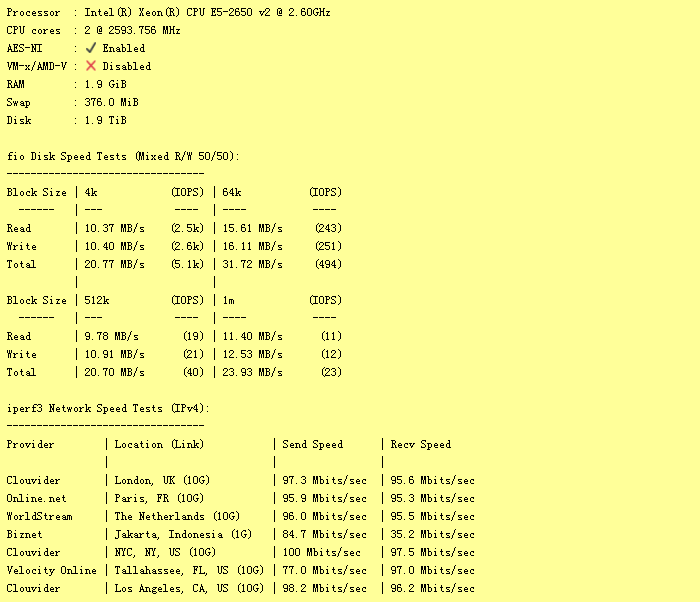 Processor  : Intel(R) Xeon(R) CPU E5-2650 v2 @ 2.60GHz
CPU cores  : 2 @ 2593.756 MHz
AES-NI     : ✔ Enabled
VM-x/AMD-V : ❌ Disabled
RAM        : 1.9 GiB
Swap       : 376.0 MiB
Disk       : 1.9 TiB
fio Disk Speed Tests (Mixed R/W 50/50):
---------------------------------
Block Size | 4k            (IOPS) | 64k           (IOPS)
  ------   | ---            ----  | ----           ----
Read       | 10.37 MB/s    (2.5k) | 15.61 MB/s     (243)
Write      | 10.40 MB/s    (2.6k) | 16.11 MB/s     (251)
Total      | 20.77 MB/s    (5.1k) | 31.72 MB/s     (494)
           |                      |
Block Size | 512k          (IOPS) | 1m            (IOPS)
  ------   | ---            ----  | ----           ----
Read       | 9.78 MB/s       (19) | 11.40 MB/s      (11)
Write      | 10.91 MB/s      (21) | 12.53 MB/s      (12)
Total      | 20.70 MB/s      (40) | 23.93 MB/s      (23)
iperf3 Network Speed Tests (IPv4):
---------------------------------
Provider        | Location (Link)           | Send Speed      | Recv Speed
                |                           |                 |
Clouvider       | London, UK (10G)          | 97.3 Mbits/sec  | 95.6 Mbits/sec
Online.net      | Paris, FR (10G)           | 95.9 Mbits/sec  | 95.3 Mbits/sec
WorldStream     | The Netherlands (10G)     | 96.0 Mbits/sec  | 95.5 Mbits/sec
Biznet          | Jakarta, Indonesia (1G)   | 84.7 Mbits/sec  | 35.2 Mbits/sec
Clouvider       | NYC, NY, US (10G)         | 100 Mbits/sec   | 97.5 Mbits/sec
Velocity Online | Tallahassee, FL, US (10G) | 77.0 Mbits/sec  | 97.0 Mbits/sec
Clouvider       | Los Angeles, CA, US (10G) | 98.2 Mbits/sec  | 96.2 Mbits/sec